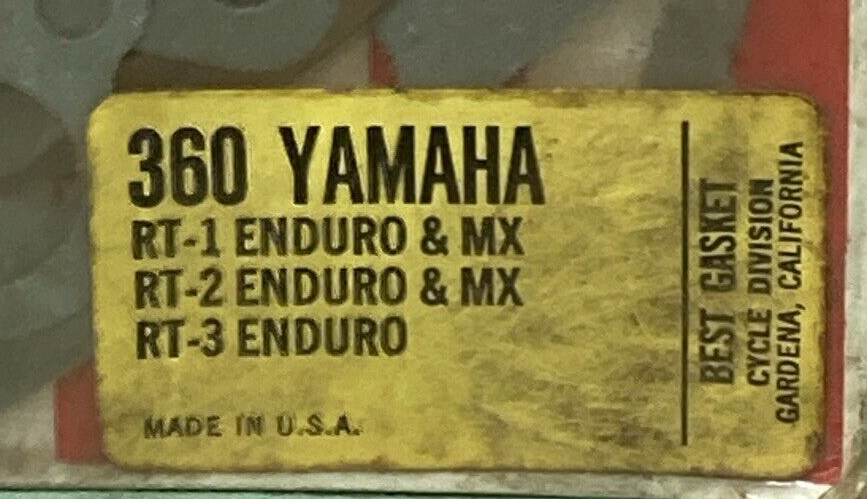 360 YAMAHA
RT-1 ENDURO & MX
RT-2 ENDURO & MX
RT-3 ENDURO
MADE IN U.S.A.
BEST GASKET
CYCLE DIVISION
GARDENA, CALIFORNIA